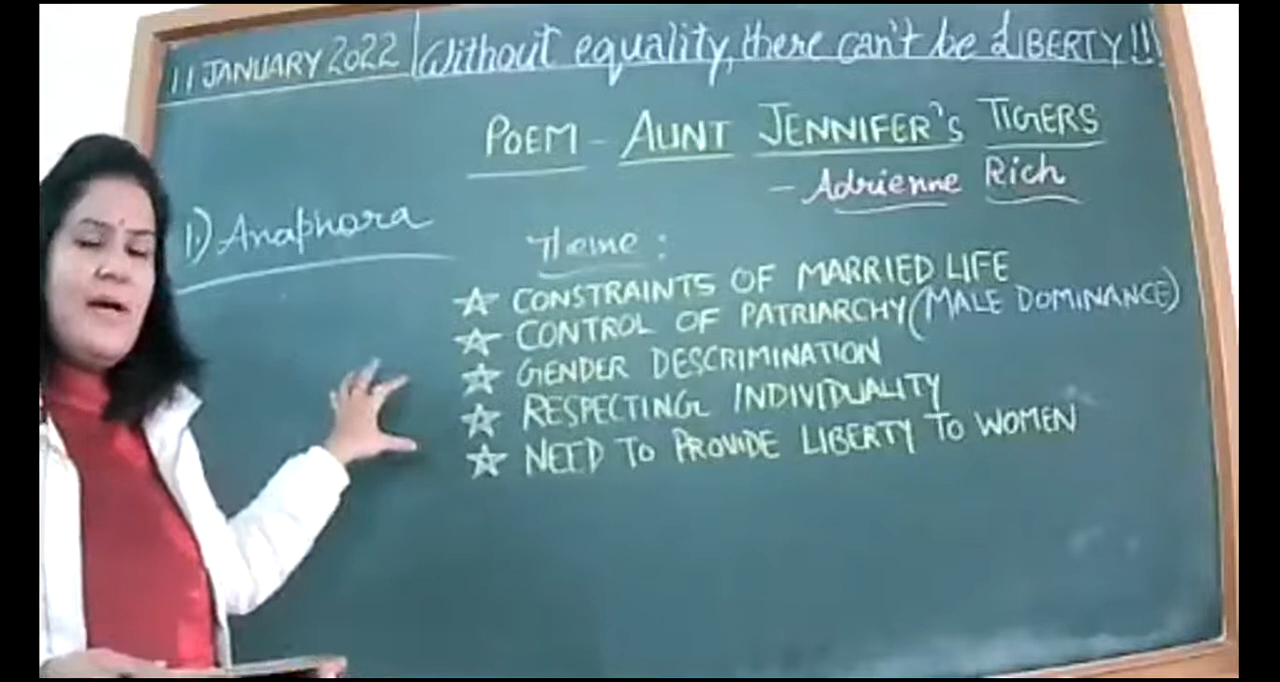 11 JANUARY 2022 Without equality, there can't be LIBERTY!!!
POEM - AUNT JENNIFER'S TIGERS
- Adrienne Rich
1.) Anaphora
Theme :
☆ CONSTRAINTS OF MARRIED LIFE
☆ CONTROL OF PATRIARCHY (MALE DOMINANCE)
☆ GENDER DESCRIMINATION
☆ RESPECTING INDIVIDUALITY
☆ NEED TO PROVIDE LIBERTY TO WOMEN